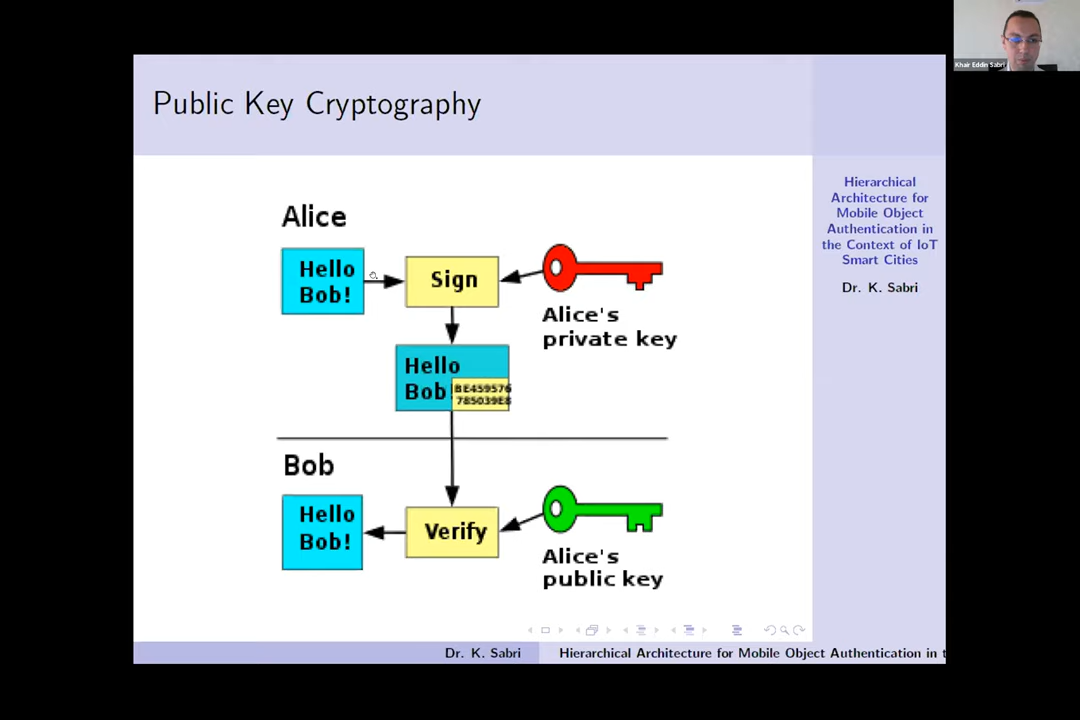 Khair Eddin Sabri
Public Key Cryptography
Hierarchical
Architecture for
Mobile Object
Authentication in
the Context of IoT
Smart Cities
Dr. K. Sabri
Alice
Hello
Bob!
Sign
Alice's
private key
Hello
Bob!
BE459576
785039E8
Bob
Hello
Bob!
Verify
Alice's
public key
Dr. K. Sabri
Hierarchical Architecture for Mobile Object Authentication in t